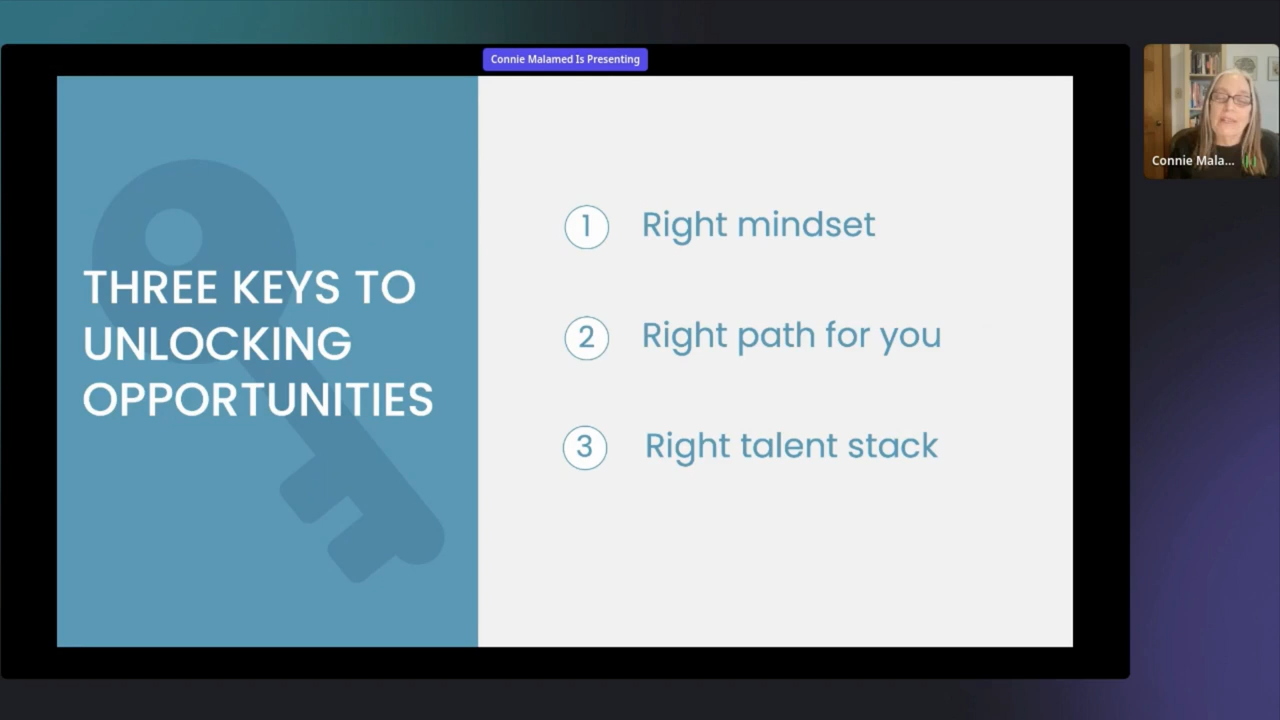 Connie Malamed Is Presenting
THREE KEYS TO
UNLOCKING
OPPORTUNITIES
1 Right mindset
2 Right path for you
3 Right talent stack
Connie Mala...